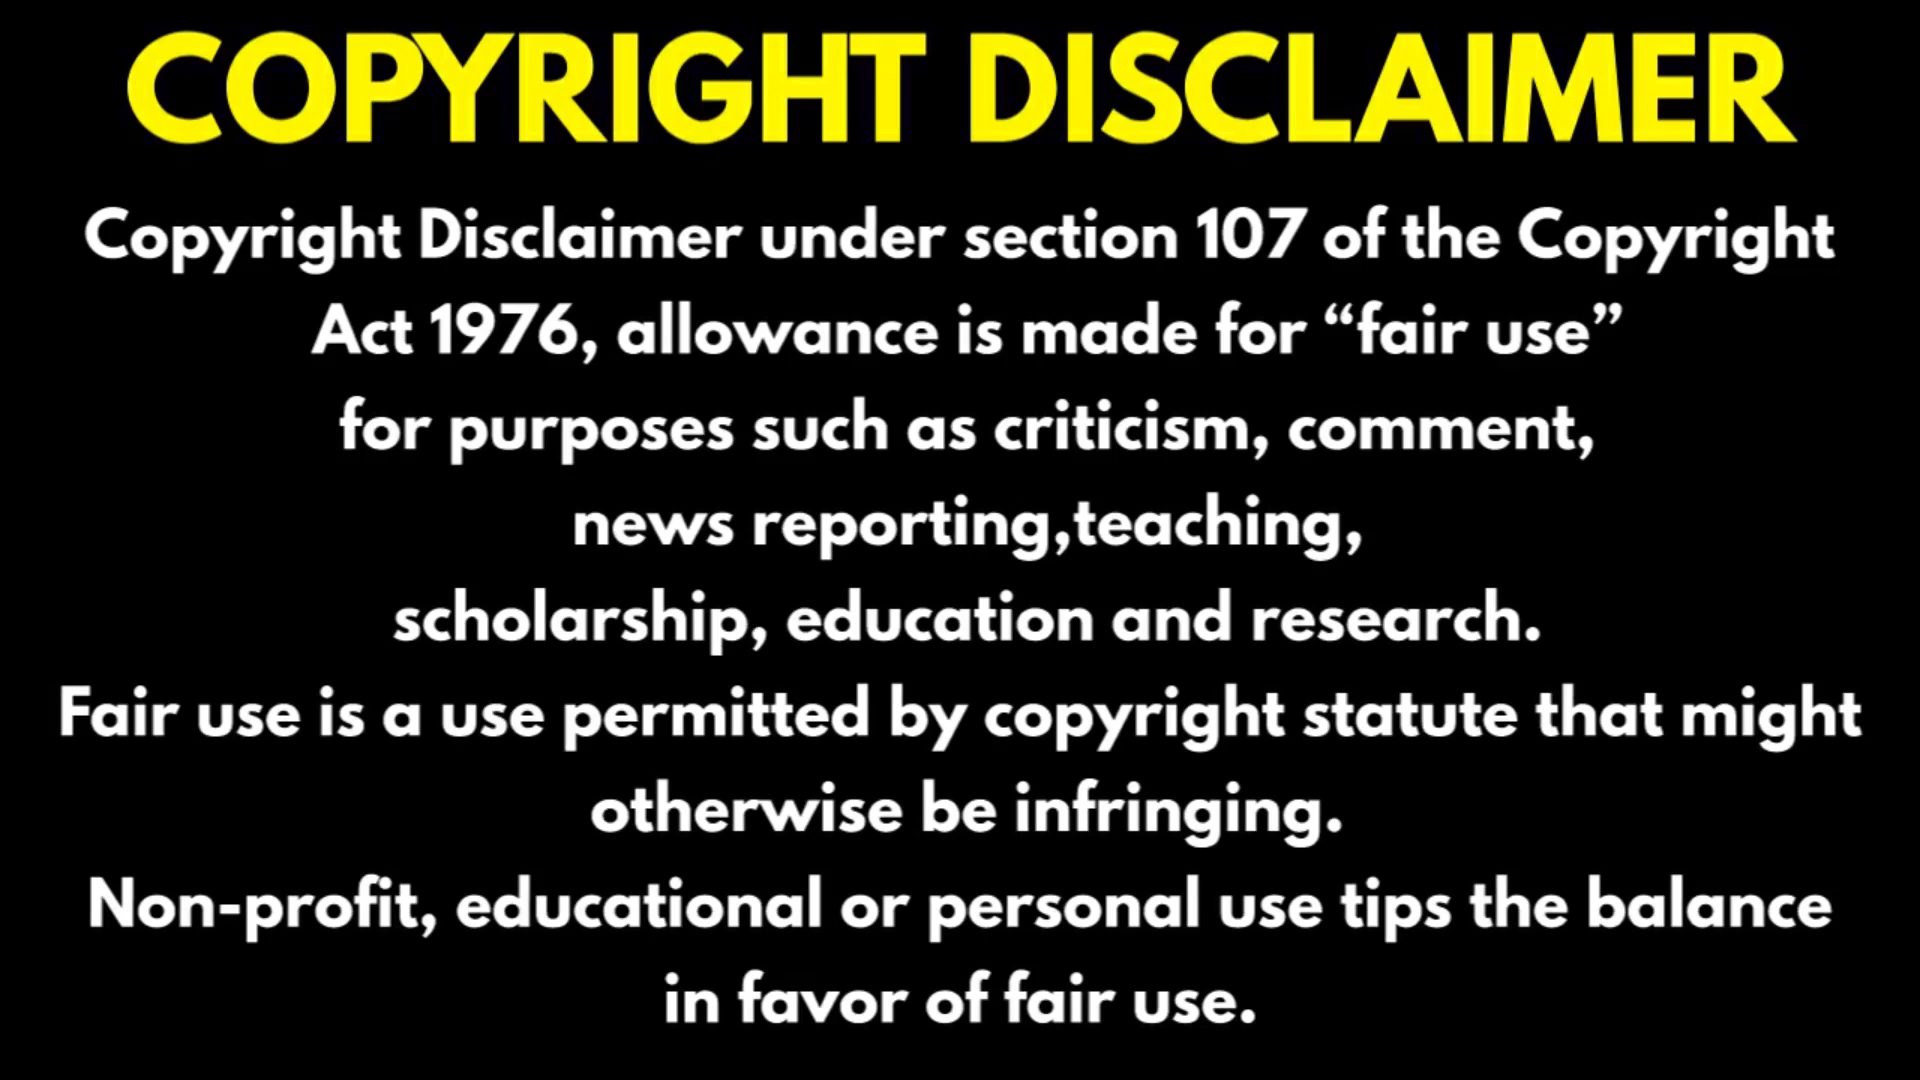 COPYRIGHT DISCLAIMER
Copyright Disclaimer under section 107 of the Copyright
Act 1976, allowance is made for “fair use”
for purposes such as criticism, comment,
news reporting,teaching,
scholarship, education and research.
Fair use is a use permitted by copyright statute that might
otherwise be infringing.
Non-profit, educational or personal use tips the balance
in favor of fair use.